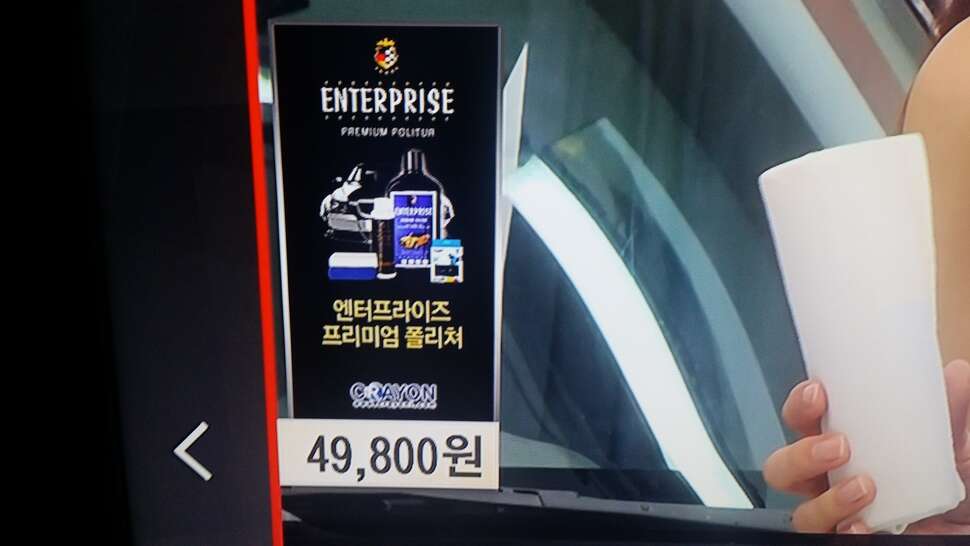 ENTERPRISE
PREMIUM POLITUR
ENTERPRISE
엔터프라이즈
프리미엄 폴리쳐
CRAYON
49,800원